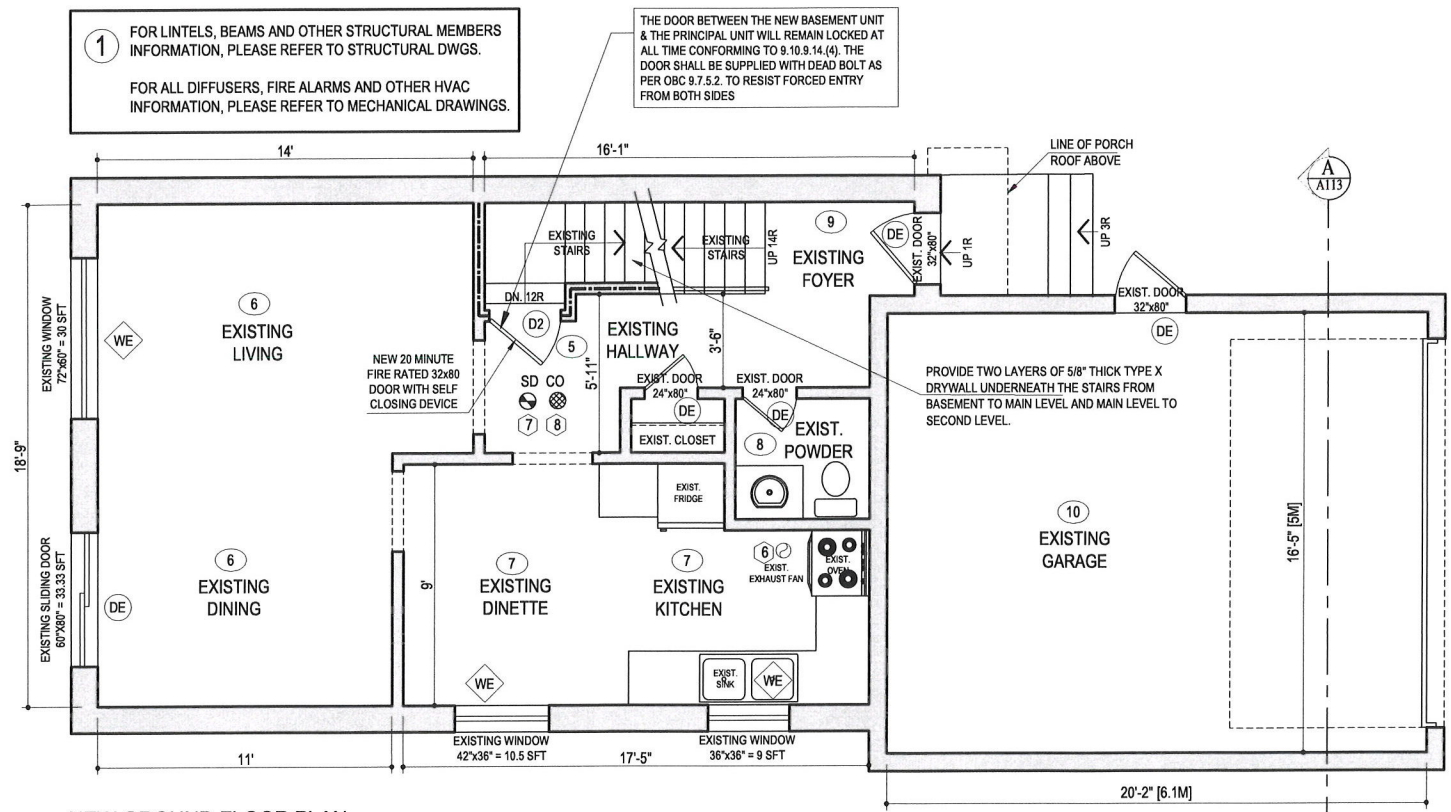 1
FOR LINTELS, BEAMS AND OTHER STRUCTURAL MEMBERS
INFORMATION, PLEASE REFER TO STRUCTURAL DWGS.
FOR ALL DIFFUSERS, FIRE ALARMS AND OTHER HVAC
INFORMATION, PLEASE REFER TO MECHANICAL DRAWINGS.
THE DOOR BETWEEN THE NEW BASEMENT UNIT
& THE PRINCIPAL UNIT WILL REMAIN LOCKED AT
ALL TIME CONFORMING TO 9.10.9.14.(4). THE
DOOR SHALL BE SUPPLIED WITH DEAD BOLT AS
PER OBC 9.7.5.2. TO RESIST FORCED ENTRY
FROM BOTH SIDES
14'
16'-1"
LINE OF PORCH
ROOF ABOVE
A
A113
EXISTING
STAIRS
EXISTING
STAIRS
UP 14R
9
EXISTING
FOYER
DE
EXIST. DOOR
32"x80"
UP 1R
UP 3R
EXIST. DOOR
32"x80"
DE
DN. 12R
D2
5
EXISTING
HALLWAY
3'-6"
5'-11"
6
EXISTING
LIVING
WE
EXISTING WINDOW
72"x60" = 30 SFT
18'-9"
NEW 20 MINUTE
FIRE RATED 32x80
DOOR WITH SELF
CLOSING DEVICE
SD CO
7 8
EXIST. DOOR
24"x80"
DE
EXIST. CLOSET
EXIST. DOOR
24"x80"
DE
8
EXIST.
POWDER
PROVIDE TWO LAYERS OF 5/8" THICK TYPE X
DRYWALL UNDERNEATH THE STAIRS FROM
BASEMENT TO MAIN LEVEL AND MAIN LEVEL TO
SECOND LEVEL.
EXIST.
FRIDGE
10
EXISTING
GARAGE
16'-5" [5M]
6
EXISTING
DINING
DE
EXISTING SLIDING DOOR
60"X80" = 33.33 SFT
9'
7
EXISTING
DINETTE
7
EXISTING
KITCHEN
6
EXIST.
EXHAUST FAN
EXIST.
OVEN
WE
EXIST.
SINK
WE
EXISTING WINDOW
42"x36" = 10.5 SFT
EXISTING WINDOW
36"x36" = 9 SFT
11'
17'-5"
20'-2" [6.1M]